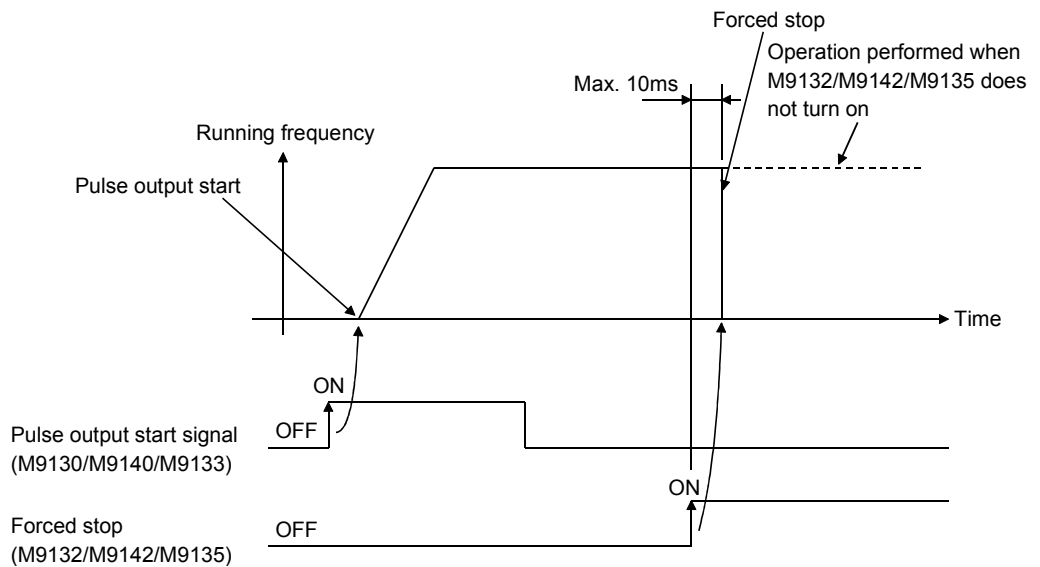 Forced stop
Operation performed when
M9132/M9142/M9135 does
not turn on
Max. 10ms
Running frequency
Pulse output start
Time
ON
OFF
Pulse output start signal
(M9130/M9140/M9133)
ON
OFF
Forced stop
(M9132/M9142/M9135)